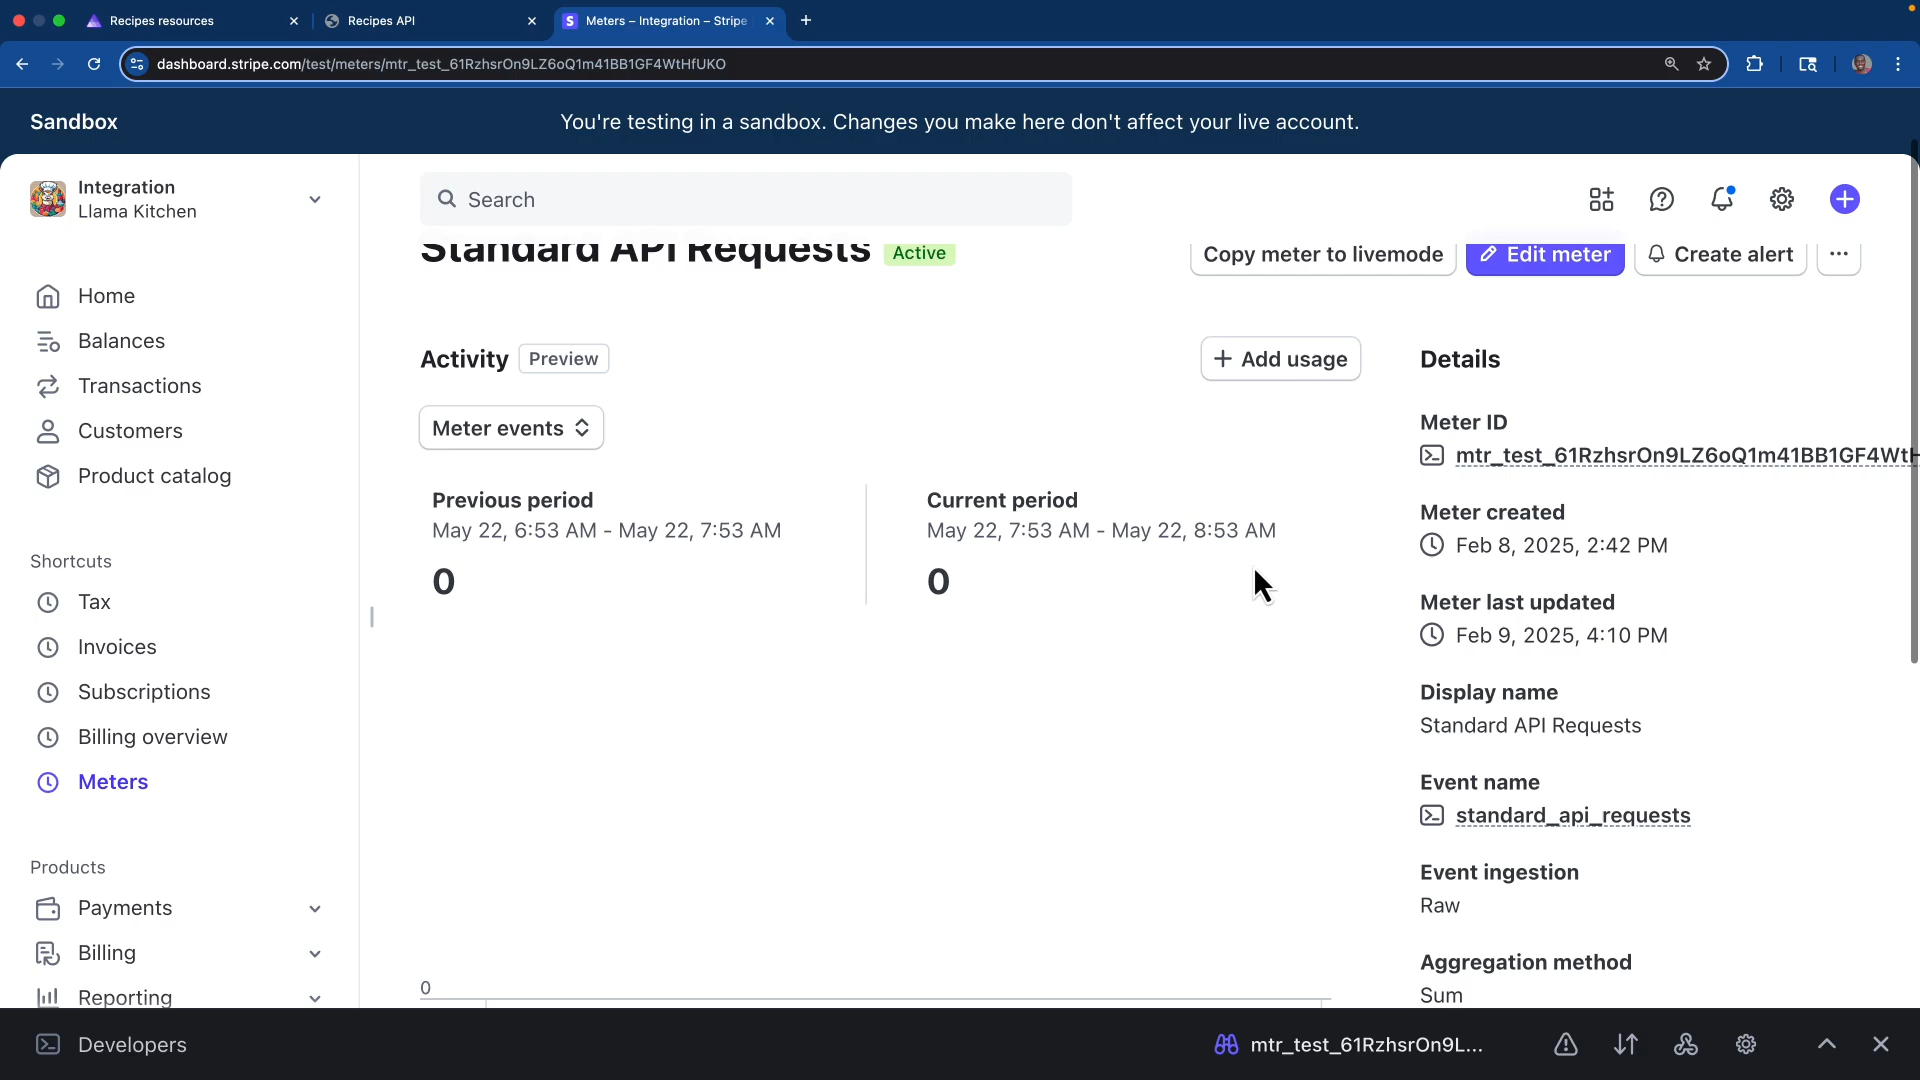 Recipes resources
Recipes API
Meters – Integration – Stripe
dashboard.stripe.com/test/meters/mtr_test_61RzhsrOn9LZ6oQ1m41BB1GF4WtHfUKO
Sandbox
You're testing in a sandbox. Changes you make here don't affect your live account.
Integration
Llama Kitchen
Search
Standard API Requests
Active
Copy meter to livemode
Edit meter
Create alert
Home
Balances
Transactions
Customers
Product catalog
Shortcuts
Tax
Invoices
Subscriptions
Billing overview
Meters
Products
Payments
Billing
Reporting
Activity
Preview
Add usage
Meter events
Previous period
May 22, 6:53 AM - May 22, 7:53 AM
0
Current period
May 22, 7:53 AM - May 22, 8:53 AM
0
0
Details
Meter ID
mtr_test_61RzhsrOn9LZ6oQ1m41BB1GF4WtH
Meter created
Feb 8, 2025, 2:42 PM
Meter last updated
Feb 9, 2025, 4:10 PM
Display name
Standard API Requests
Event name
standard_api_requests
Event ingestion
Raw
Aggregation method
Sum
Developers
mtr_test_61RzhsrOn9L...